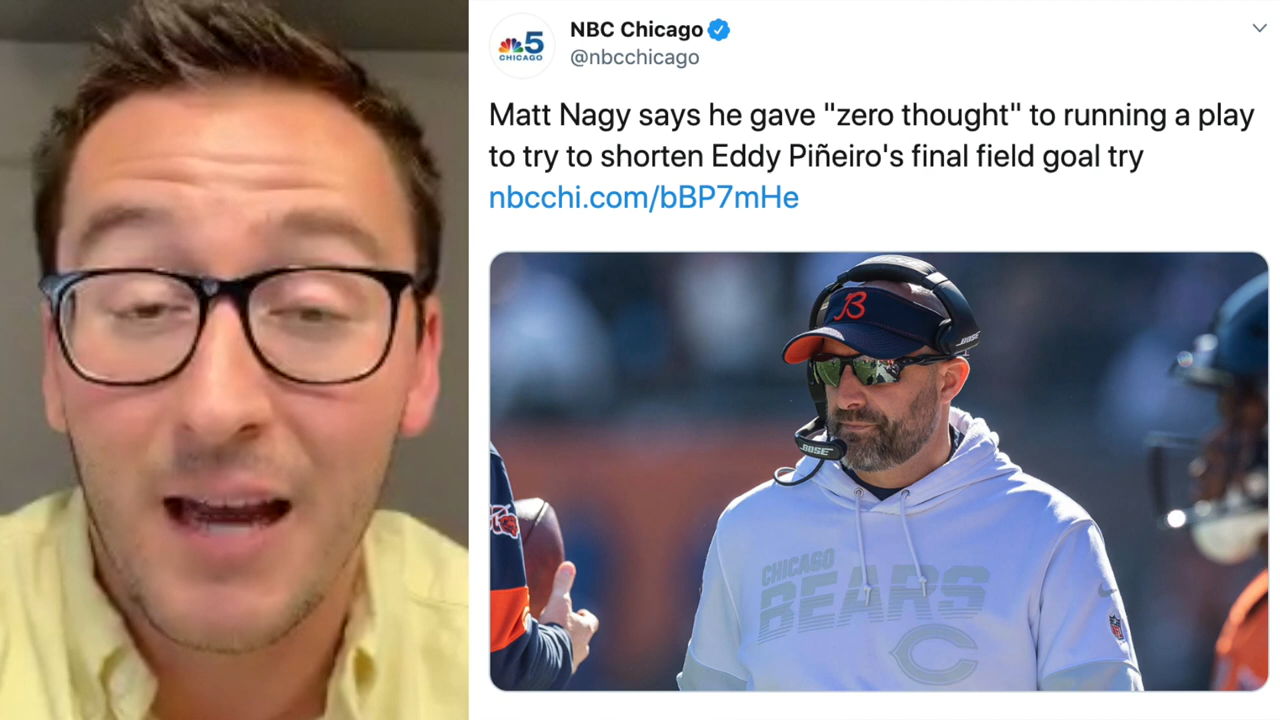 5
CHICAGO
NBC Chicago
@nbcchicago
Matt Nagy says he gave "zero thought" to running a play
to try to shorten Eddy Piñeiro's final field goal try
nbcchi.com/bBP7mHe
B
BOSE
BOSE
CHICAGO
BEARS
C
NFL